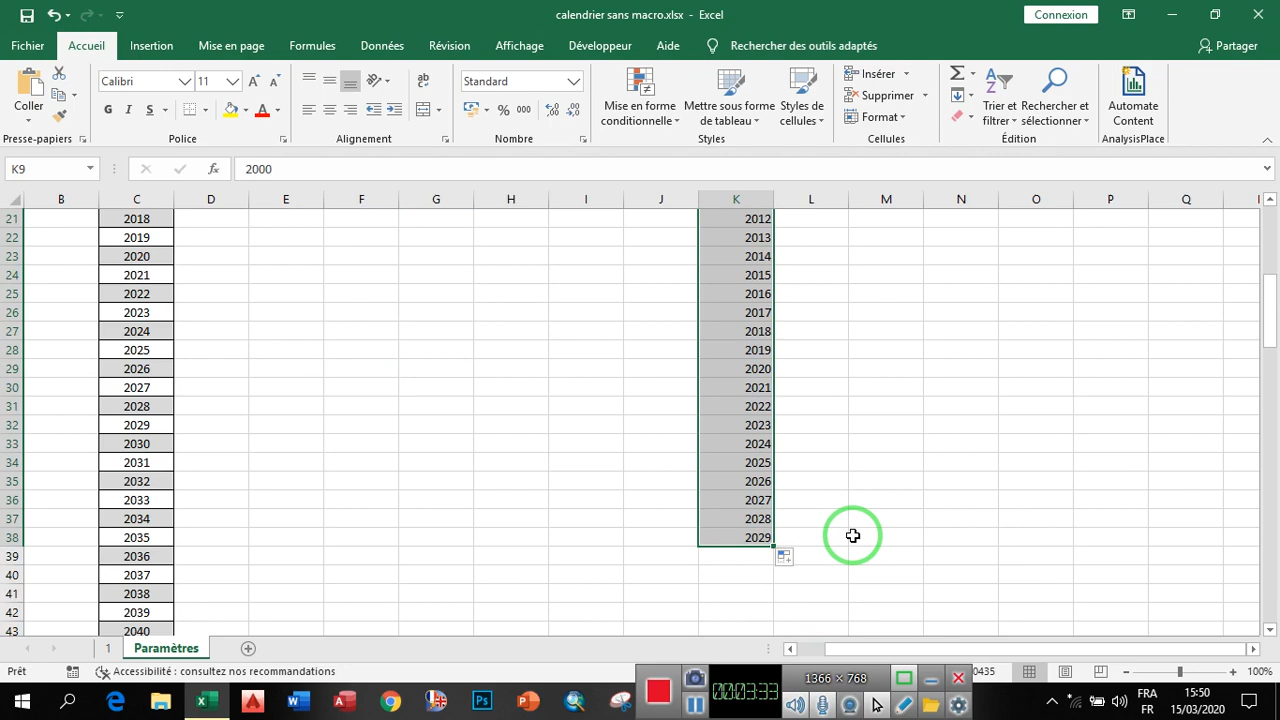 calendrier sans macro.xlsx - Excel
Connexion
Fichier
Accueil
Insertion
Mise en page
Formules
Données
Révision
Affichage
Développeur
Aide
Rechercher des outils adaptés
Partager
Coller
Presse-papiers
Calibri
11
G
I
S
Police
Alignement
Standard
%
000
Nombre
Mise en forme conditionnelle
Mettre sous forme de tableau
Styles de cellules
Styles
Insérer
Supprimer
Format
Cellules
Trier et filtrer
Rechercher et sélectionner
Édition
Automate Content
AnalysisPlace
K9
fx
2000
B C D E F G H I J K L M N O P Q
21 2018 2012
22 2019 2013
23 2020 2014
24 2021 2015
25 2022 2016
26 2023 2017
27 2024 2018
28 2025 2019
29 2026 2020
30 2027 2021
31 2028 2022
32 2029 2023
33 2030 2024
34 2031 2025
35 2032 2026
36 2033 2027
37 2034 2028
38 2035 2029
39 2036
40 2037
41 2038
42 2039
43 2040
1
Paramètres
Prêt
Accessibilité : consultez nos recommandations
1366 × 768
0435
100%
00:03:33
FRA
FR
15:50
15/03/2020